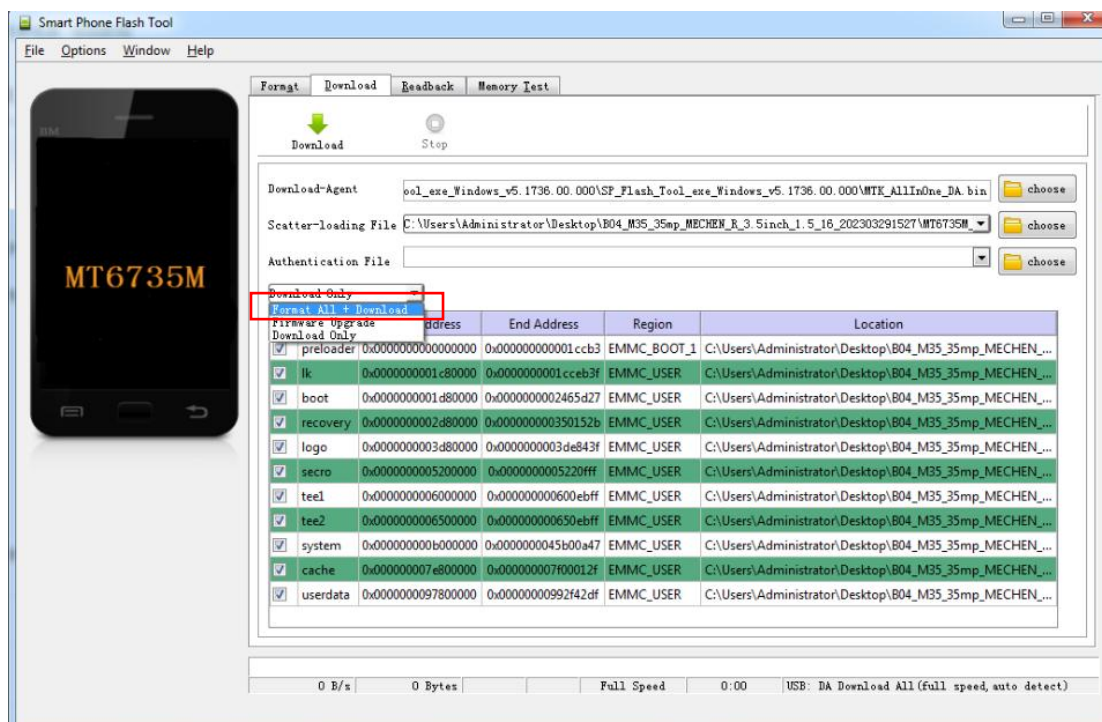 Smart Phone Flash Tool
File Options Window Help
Format Download Readback Memory Test
BM
Download Stop
Download-Agent ool_exe_Windows_v5.1736.00.000\SP_Flash_Tool_exe_Windows_v5.1736.00.000\MTK_AllInOne_DA.bin choose
Scatter-loading File C:\Users\Administrator\Desktop\B04_M35_35mp_MECHEN_R_3.5inch_1.5_16_202303291527\MT6735M_ choose
Authentication File choose
MT6735M
Download Only
Format All + Download
Firmware Upgrade ddress End Address Region Location
Download Only
preloader 0x0000000000000000 0x000000000001ccb3 EMMC_BOOT_1 C:\Users\Administrator\Desktop\B04_M35_35mp_MECHEN_...
lk 0x0000000001c80000 0x0000000001cceb3f EMMC_USER C:\Users\Administrator\Desktop\B04_M35_35mp_MECHEN_...
boot 0x0000000001d80000 0x0000000002465d27 EMMC_USER C:\Users\Administrator\Desktop\B04_M35_35mp_MECHEN_...
recovery 0x0000000002d80000 0x000000000350152b EMMC_USER C:\Users\Administrator\Desktop\B04_M35_35mp_MECHEN_...
logo 0x0000000003d80000 0x0000000003de843f EMMC_USER C:\Users\Administrator\Desktop\B04_M35_35mp_MECHEN_...
secro 0x0000000005200000 0x0000000005220fff EMMC_USER C:\Users\Administrator\Desktop\B04_M35_35mp_MECHEN_...
tee1 0x0000000006000000 0x000000000600ebff EMMC_USER C:\Users\Administrator\Desktop\B04_M35_35mp_MECHEN_...
tee2 0x0000000006500000 0x000000000650ebff EMMC_USER C:\Users\Administrator\Desktop\B04_M35_35mp_MECHEN_...
system 0x000000000b000000 0x0000000045b00a47 EMMC_USER C:\Users\Administrator\Desktop\B04_M35_35mp_MECHEN_...
cache 0x000000007e800000 0x000000007f00012f EMMC_USER C:\Users\Administrator\Desktop\B04_M35_35mp_MECHEN_...
userdata 0x0000000097800000 0x00000000992f42df EMMC_USER C:\Users\Administrator\Desktop\B04_M35_35mp_MECHEN_...
0 B/s 0 Bytes Full Speed 0:00 USB: DA Download All(full speed,auto detect)